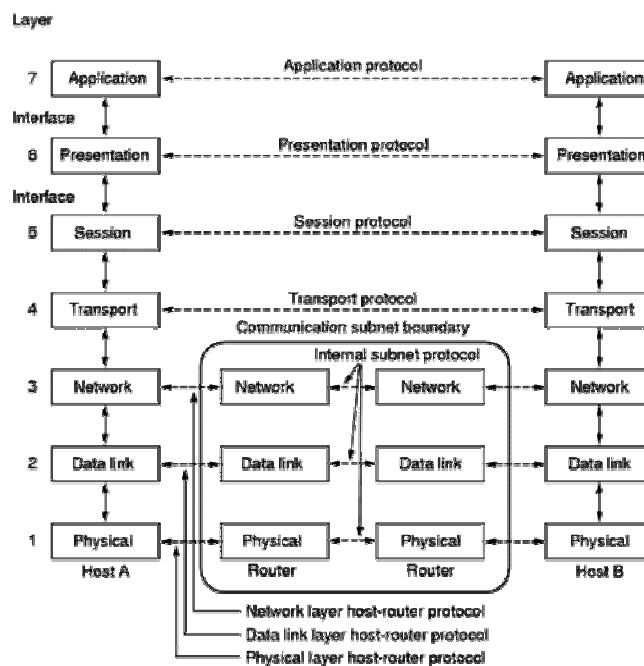 Layer
Application protocol
7 Application Application
Interface
Presentation protocol
6 Presentation Presentation
Interface
Session protocol
5 Session Session
Transport protocol
4 Transport Transport
Communication subnet boundary
Internal subnet protocol
3 Network Network Network Network
2 Data link Data link Data link Data link
1 Physical Physical Physical Physical
Host A Router Router Host B
Network layer host-router protocol
Data link layer host-router protocol
Physical layer host-router protocol